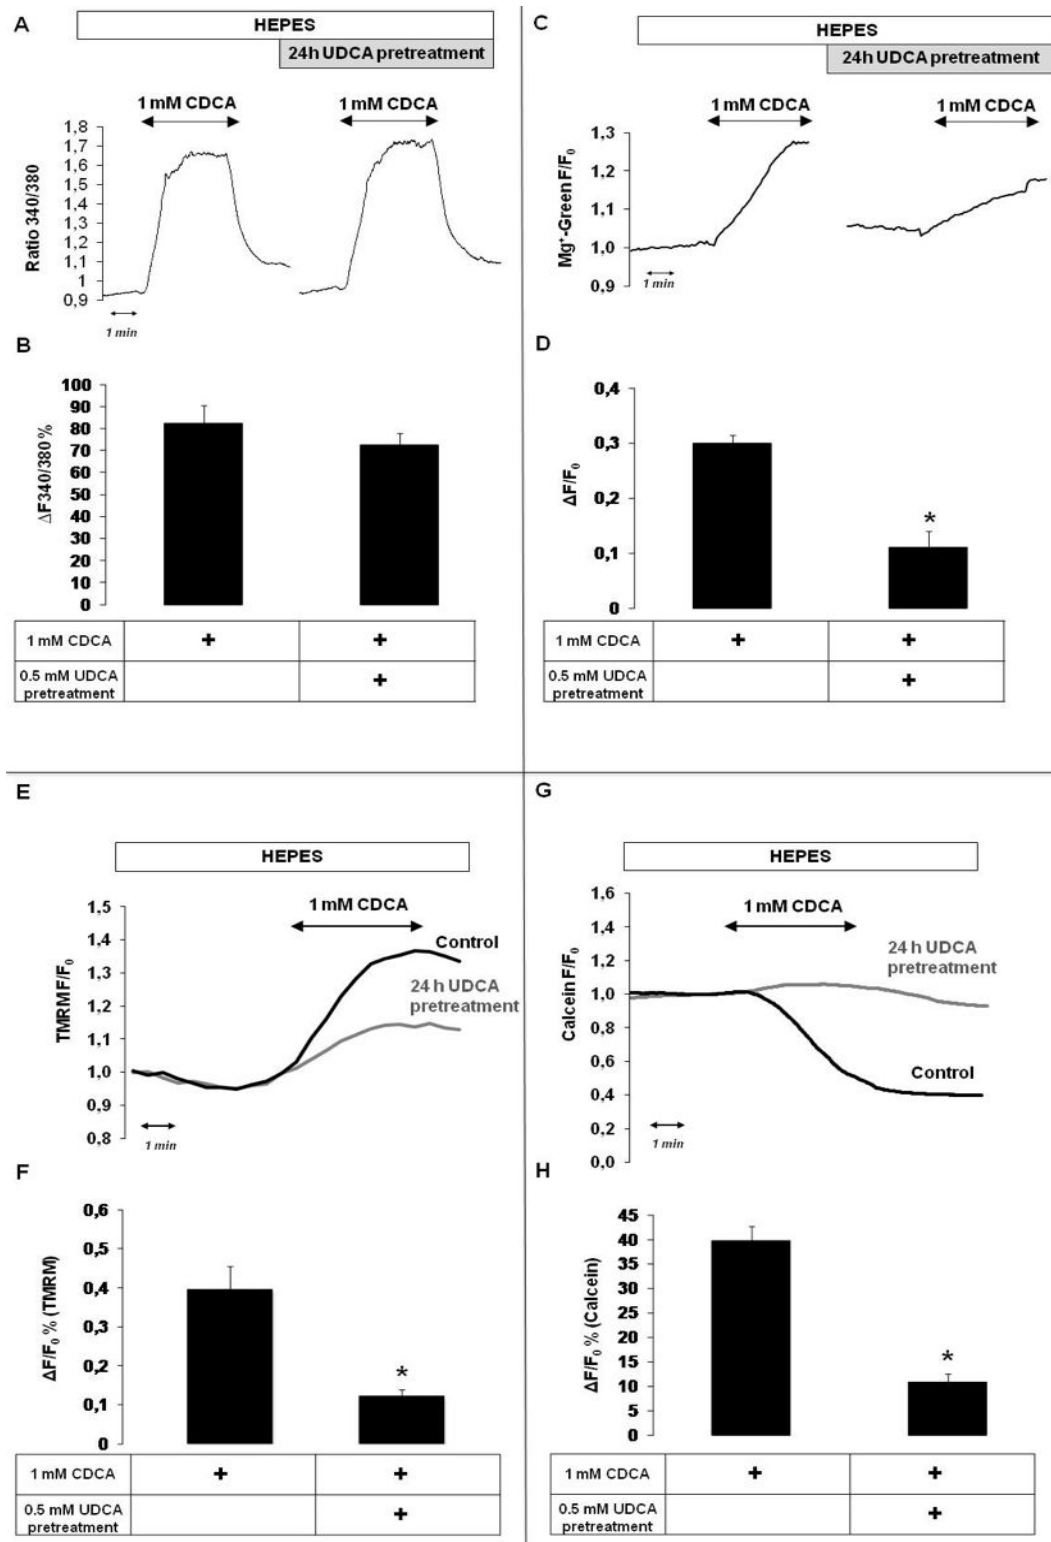 A
HEPES
24h UDCA pretreatment
1 mM CDCA
1 mM CDCA
Ratio 340/380
1,8
1,7
1,6
1,5
1,4
1,3
1,2
1,1
1
0,9
1 min
B
ΔF340/380 %
100
90
80
70
60
50
40
30
20
10
0
1 mM CDCA + +
0.5 mM UDCA
pretreatment +
C
HEPES
24h UDCA pretreatment
1 mM CDCA
1 mM CDCA
Mg⁺-Green F/F₀
1,3
1,2
1,1
1,0
0,9
1 min
D
ΔF/F₀
0,4
0,3
0,2
0,1
0
*
1 mM CDCA + +
0.5 mM UDCA
pretreatment +
E
HEPES
1 mM CDCA
Control
24 h UDCA
pretreatment
TMRM F/F₀
1,5
1,4
1,3
1,2
1,1
1,0
0,9
0,8
1 min
F
ΔF/F₀ % (TMRM)
0,6
0,5
0,4
0,3
0,2
0,1
0
*
1 mM CDCA + +
0.5 mM UDCA
pretreatment +
G
HEPES
1 mM CDCA
24 h UDCA
pretreatment
Control
Calcein F/F₀
1,6
1,4
1,2
1,0
0,8
0,6
0,4
0,2
0,0
1 min
H
ΔF/F₀ % (Calcein)
45
40
35
30
25
20
15
10
5
0
*
1 mM CDCA + +
0.5 mM UDCA
pretreatment +